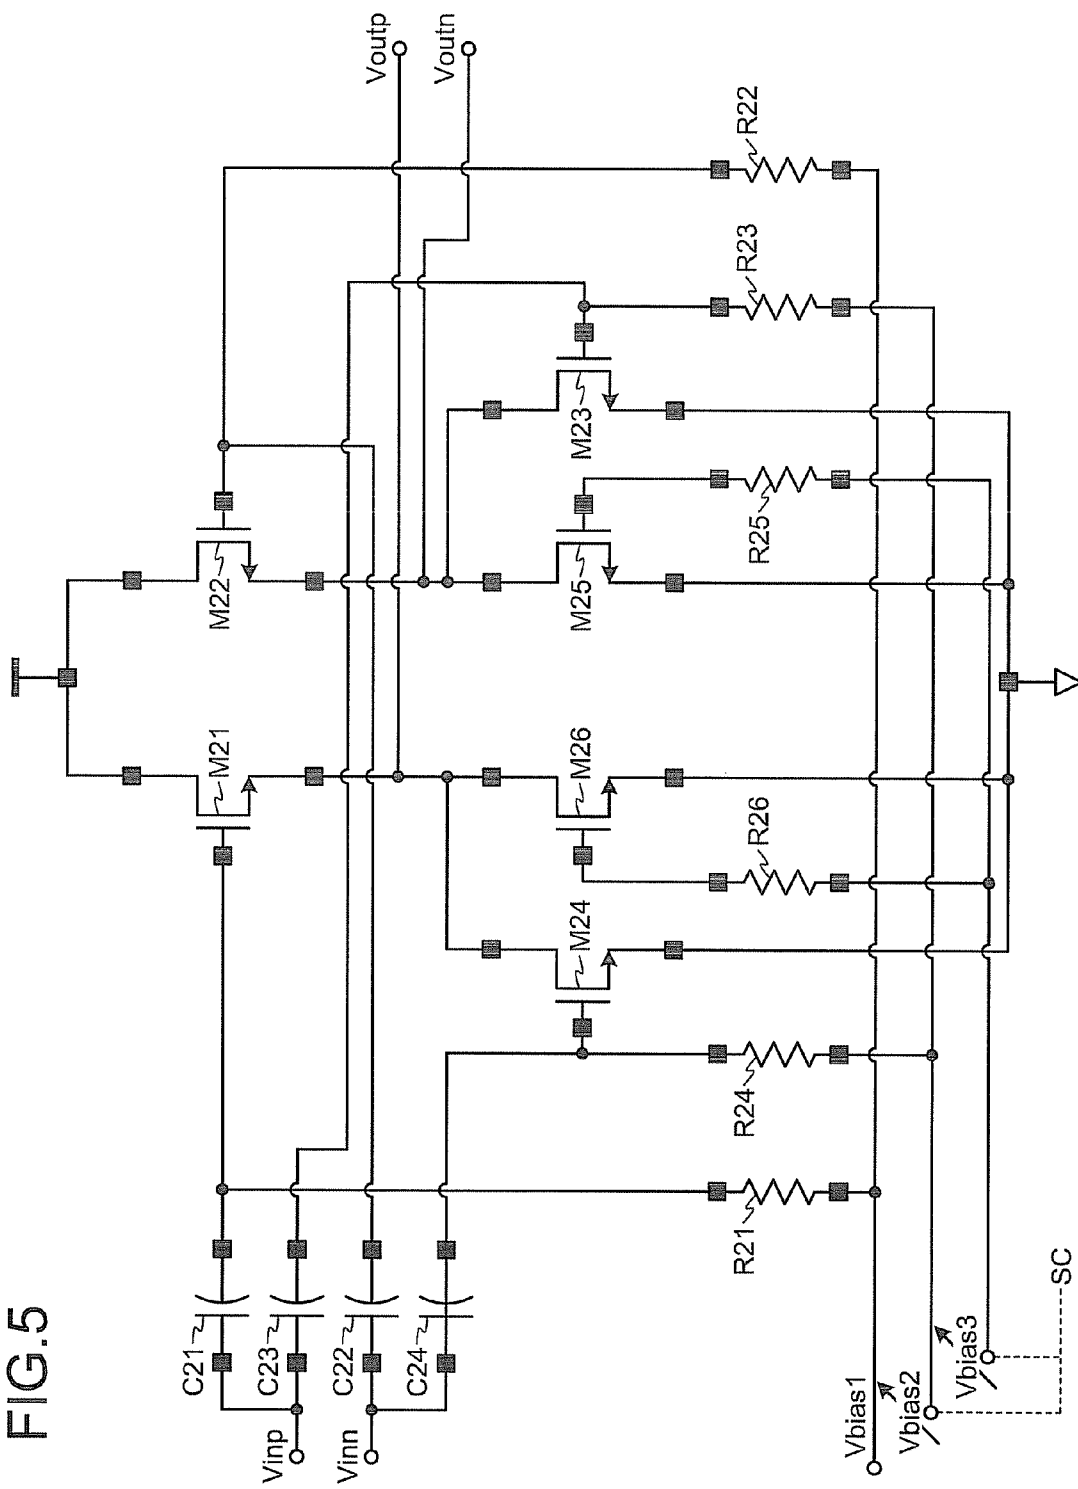 FIG.5
Vinp
Vinn
C21
C23
C22
C24
M21
M22
Voutp
Voutn
M24
M26
M25
M23
R21
R24
R26
R25
R23
R22
Vbias1
Vbias2
Vbias3
SC